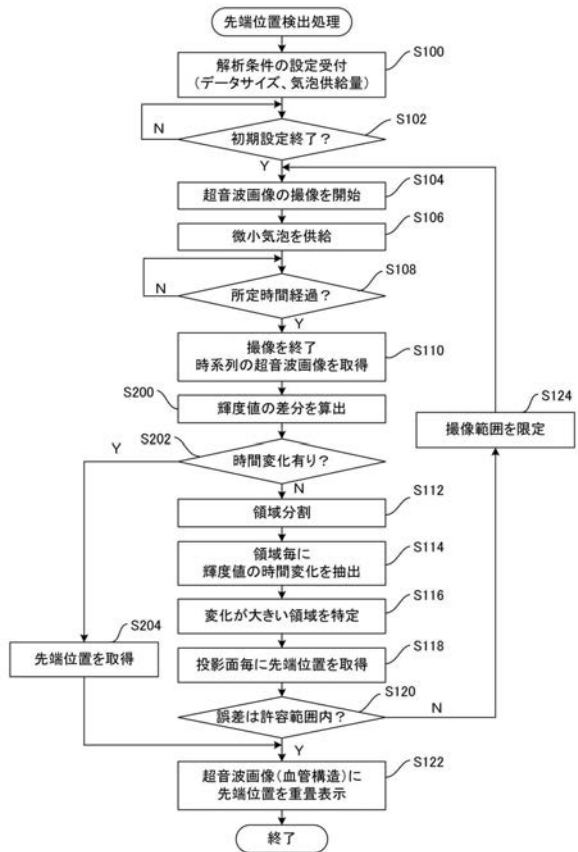 先端位置検出処理
S100
解析条件の設定受付
(データサイズ、気泡供給量)
S102
N
初期設定終了?
Y
S104
超音波画像の撮像を開始
S106
微小気泡を供給
S108
N
所定時間経過?
Y
S110
撮像を終了
時系列の超音波画像を取得
S124
撮像範囲を限定
S200
輝度値の差分を算出
S202
Y
時間変化有り?
N
S112
領域分割
S114
領域毎に
輝度値の時間変化を抽出
S116
変化が大きい領域を特定
S204
先端位置を取得
S118
投影面毎に先端位置を取得
S120
誤差は許容範囲内?
N
Y
S122
超音波画像(血管構造)に
先端位置を重畳表示
終了